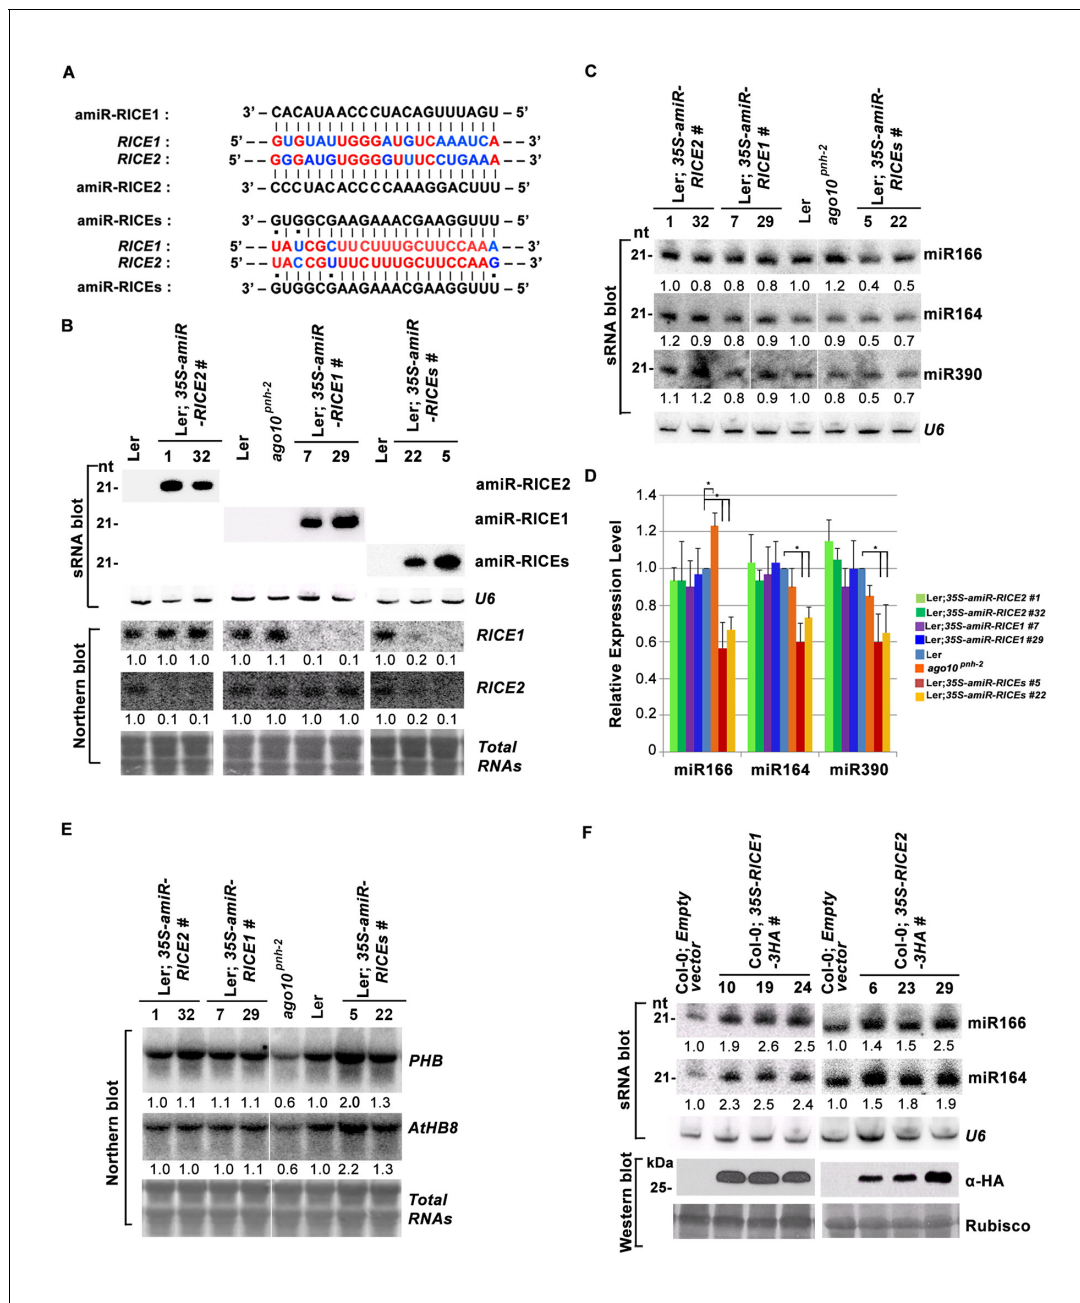 A
amiR-RICE1 : 3’ – CACAUAACCCUACAGUUUAGU – 5’
RICE1 : 5’ – – GUGUAUUGGGAUGUCAAAUCA – – 3’
RICE2 : 5’ – – GGGAUGUGGGGUUUCCUGAAA – – 3’
amiR-RICE2 : 3’ – CCCUACACCCCAAAGGACUUU – 5’
amiR-RICEs : 3’ – GUGGCGAAGAAACGAAGGUUU – 5’
RICE1 : 5’ – – UAUCGCUUCUUUGCUUCCAAA – – 3’
RICE2 : 5’ – – UACCGUUUCUUUGCUUCCAAG – – 3’
amiR-RICEs : 3’ – GUGGCGAAGAAACGAAGGUUU – 5’
B
Ler
Ler; 35S-amiR
-RICE2 #
Ler
ago10 pnh-2
Ler; 35S-amiR
-RICE1 #
Ler
Ler; 35S-amiR
-RICEs #
1 32 7 29 22 5
nt
sRNA blot
21- amiR-RICE2
21- amiR-RICE1
21- amiR-RICEs
U6
Northern blot
RICE1
1.0 1.0 1.0 1.0 1.1 0.1 0.1 1.0 0.2 0.1
RICE2
1.0 0.1 0.1 1.0 1.0 1.0 1.0 1.0 0.2 0.1
Total
RNAs
C
Ler; 35S-amiR-
RICE2 #
Ler; 35S-amiR-
RICE1 #
Ler
ago10 pnh-2
Ler; 35S-amiR-
RICEs #
1 32 7 29 5 22
nt
sRNA blot
21- miR166
1.0 0.8 0.8 0.8 1.0 1.2 0.4 0.5
21- miR164
1.2 0.9 0.8 0.9 1.0 0.9 0.5 0.7
21- miR390
1.1 1.2 0.8 0.9 1.0 0.8 0.5 0.7
U6
D
Relative Expression Level
1.4
1.2
1.0
0.8
0.6
0.4
0.2
0
* *
*
*
miR166 miR164 miR390
Ler;35S-amiR-RICE2 #1
Ler;35S-amiR-RICE2 #32
Ler;35S-amiR-RICE1 #7
Ler;35S-amiR-RICE1 #29
Ler
ago10 pnh-2
Ler;35S-amiR-RICEs #5
Ler;35S-amiR-RICEs #22
E
Ler; 35S-amiR-
RICE2 #
Ler; 35S-amiR-
RICE1 #
ago10 pnh-2
Ler
Ler; 35S-amiR-
RICEs #
1 32 7 29 5 22
Northern blot
PHB
1.0 1.1 1.1 1.1 0.6 1.0 2.0 1.3
AtHB8
1.0 1.0 1.0 1.1 0.6 1.0 2.2 1.3
Total
RNAs
F
Col-0; Empty
vector
Col-0; 35S-RICE1
-3HA #
Col-0; Empty
vector
Col-0; 35S-RICE2
-3HA #
10 19 24 6 23 29
nt
sRNA blot
21- miR166
1.0 1.9 2.6 2.5 1.0 1.4 1.5 2.5
21- miR164
1.0 2.3 2.5 2.4 1.0 1.5 1.8 1.9
U6
Western blot
kDa
25- α-HA
Rubisco